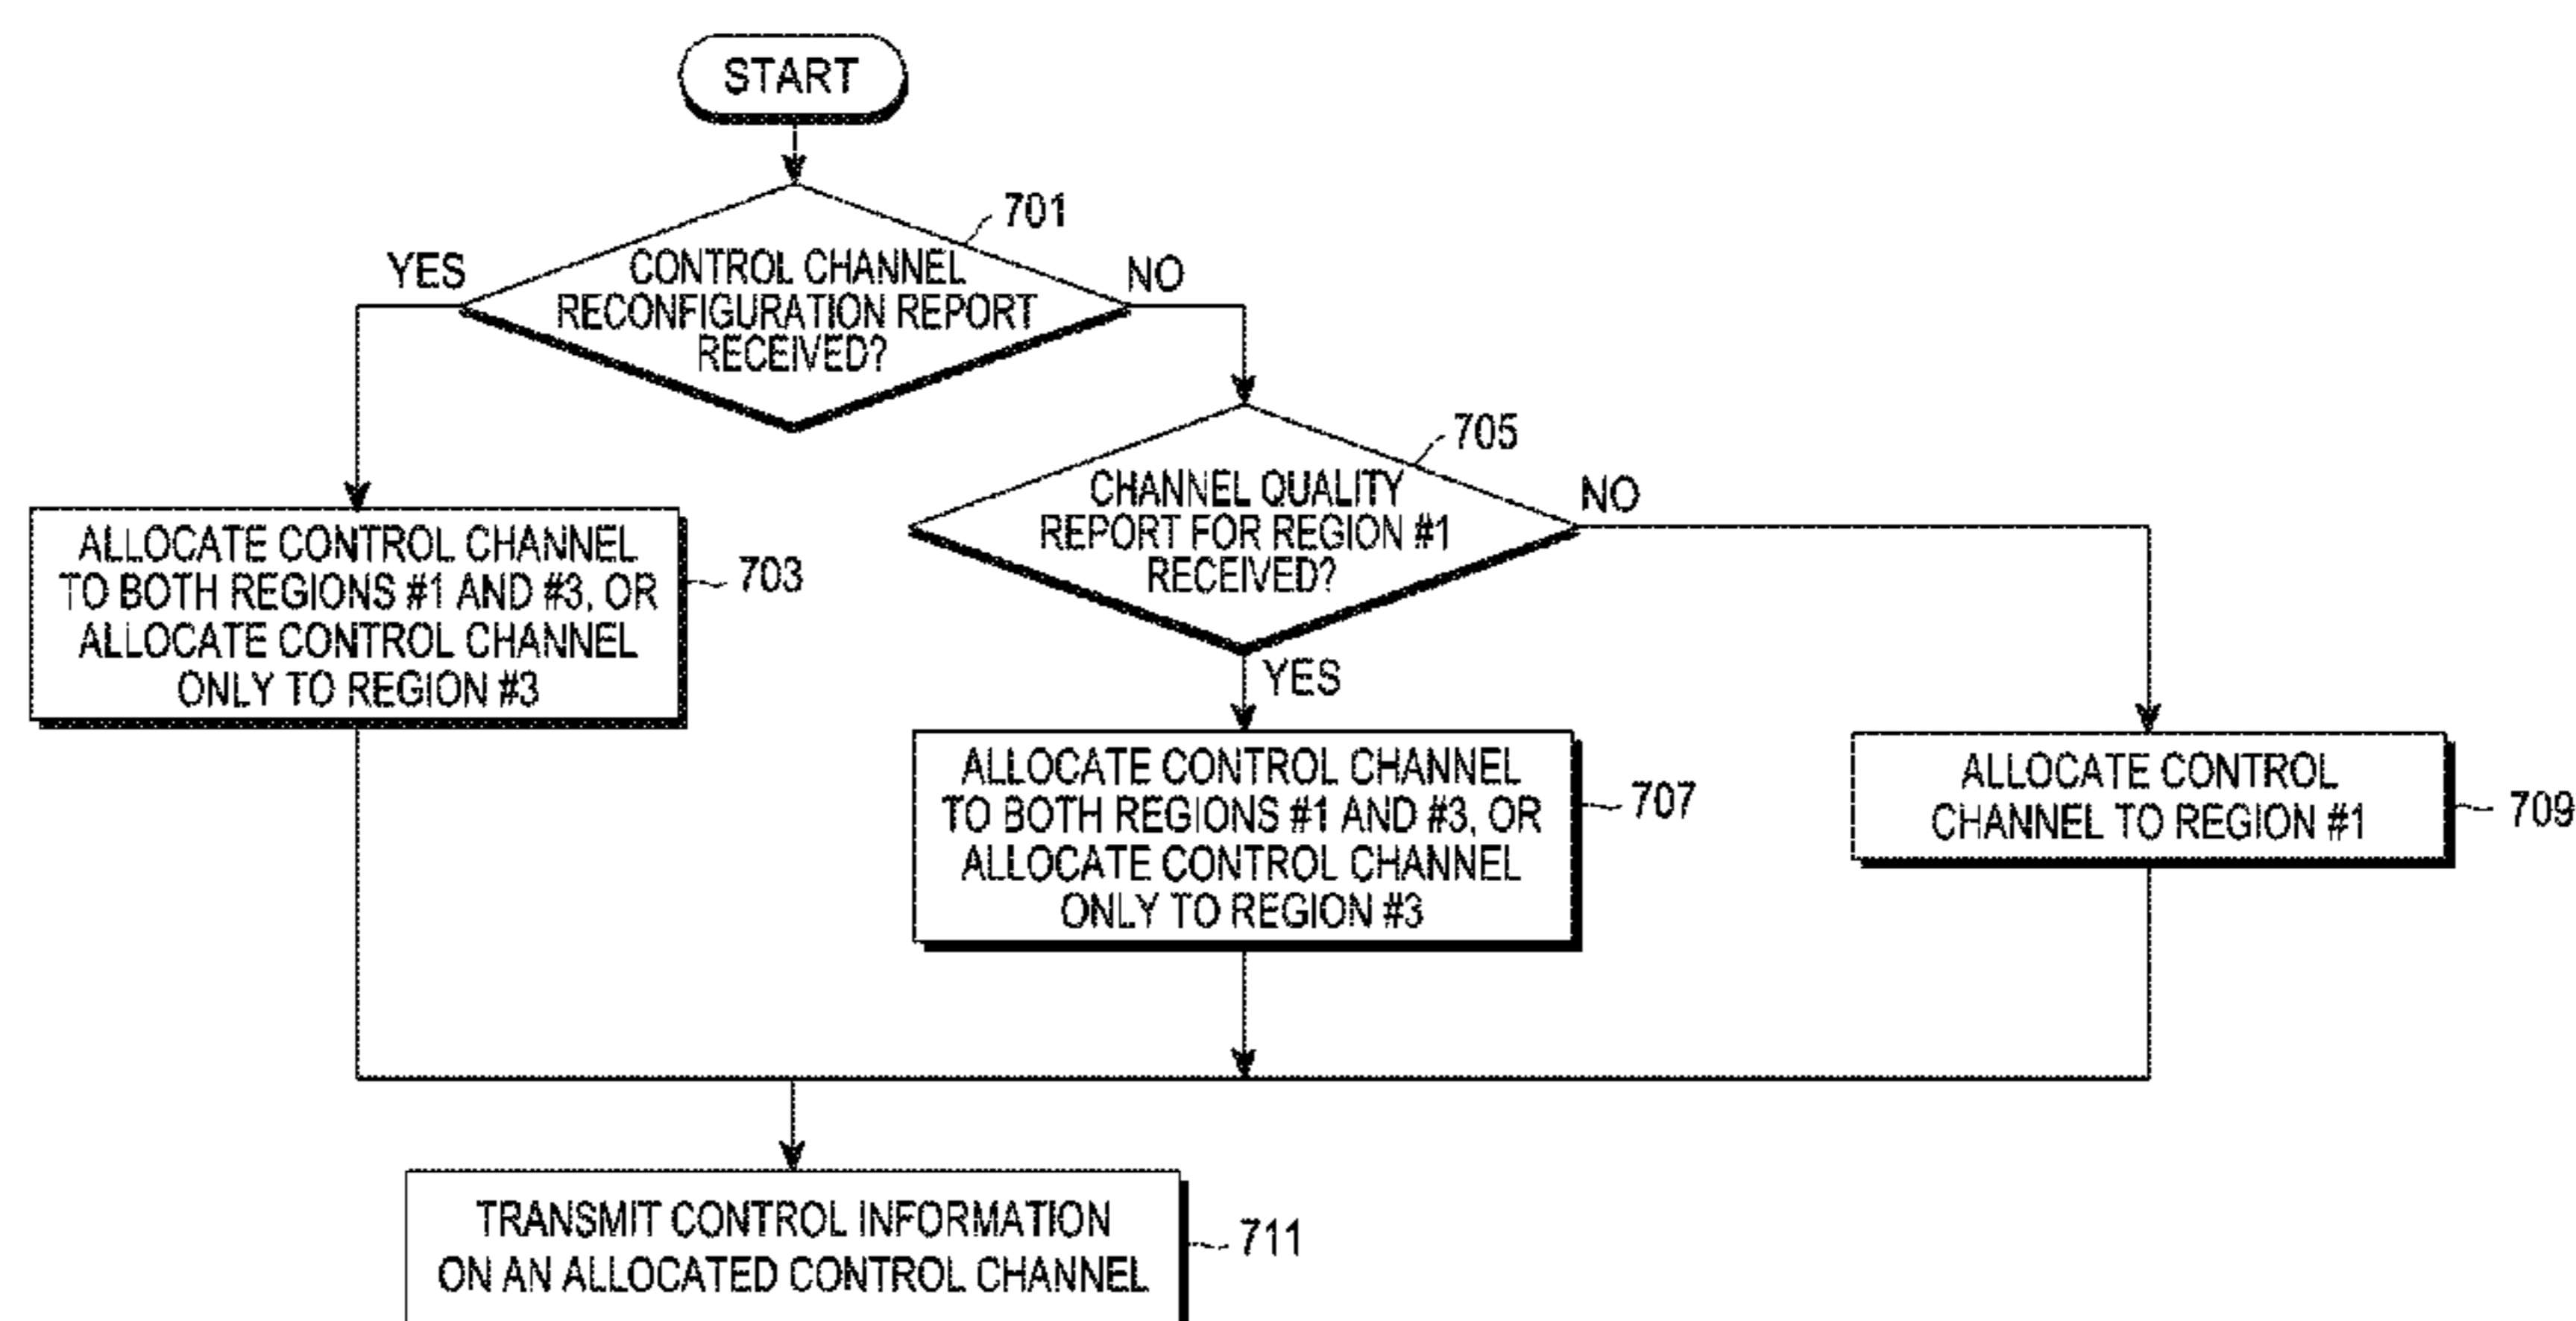 START
701
YES
NO
CONTROL CHANNEL
RECONFIGURATION REPORT
RECEIVED?
705
NO
CHANNEL QUALITY
REPORT FOR REGION #1
RECEIVED?
YES
ALLOCATE CONTROL CHANNEL
TO BOTH REGIONS #1 AND #3, OR
ALLOCATE CONTROL CHANNEL
ONLY TO REGION #3
703
ALLOCATE CONTROL CHANNEL
TO BOTH REGIONS #1 AND #3, OR
ALLOCATE CONTROL CHANNEL
ONLY TO REGION #3
707
ALLOCATE CONTROL
CHANNEL TO REGION #1
709
TRANSMIT CONTROL INFORMATION
ON AN ALLOCATED CONTROL CHANNEL
711